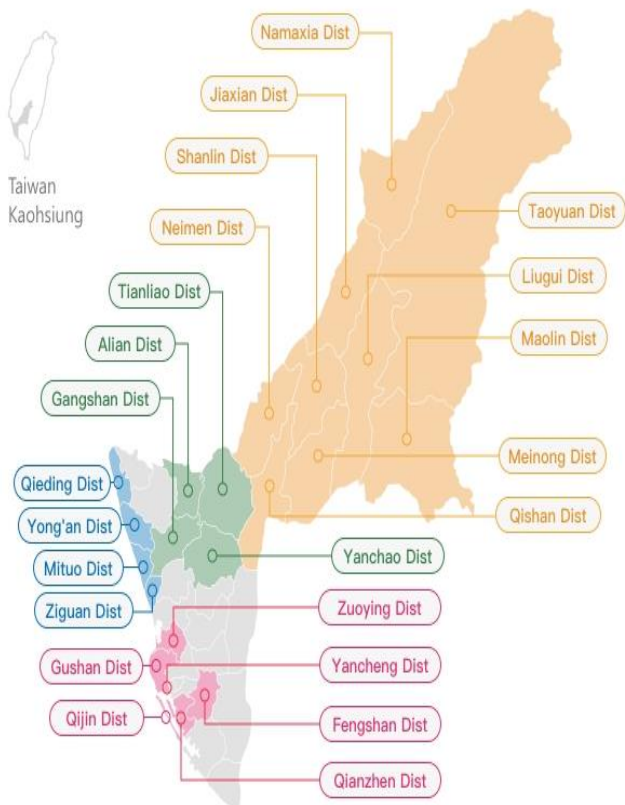 Namaxia Dist
Jiaxian Dist
Shanlin Dist
Taiwan
Kaohsiung
Taoyuan Dist
Neimen Dist
Liugui Dist
Tianliao Dist
Maolin Dist
Alian Dist
Gangshan Dist
Meinong Dist
Qieding Dist
Qishan Dist
Yong'an Dist
Yanchao Dist
Mituo Dist
Ziguan Dist
Zuoying Dist
Gushan Dist
Yancheng Dist
Qijin Dist
Fengshan Dist
Qianzhen Dist